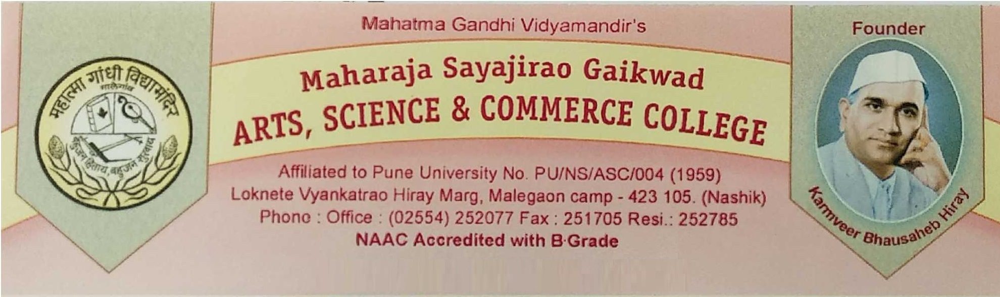 Mahatma Gandhi Vidyamandir's
Maharaja Sayajirao Gaikwad
ARTS, SCIENCE & COMMERCE COLLEGE
Affiliated to Pune University No. PU/NS/ASC/004 (1959)
Loknete Vyankatrao Hiray Marg, Malegaon camp - 423 105. (Nashik)
Phone : Office : (02554) 252077 Fax : 251705 Resi.: 252785
NAAC Accredited with B Grade
महात्मा गांधी विद्यामंदिर
मालेगांव
बहुजन हिताय, बहुजन सुखाय
Founder
Karmveer Bhausaheb Hiray